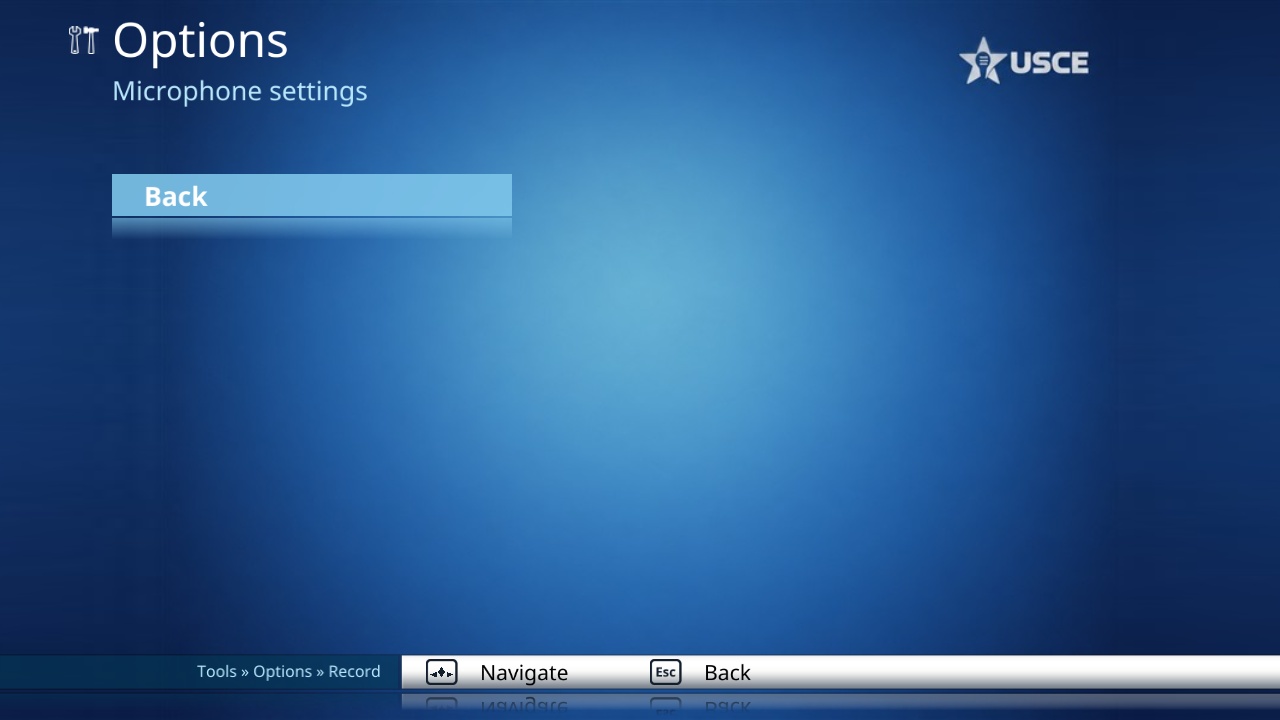 Options
Microphone settings
USCE
Back
Tools » Options » Record
Navigate
Esc
Back